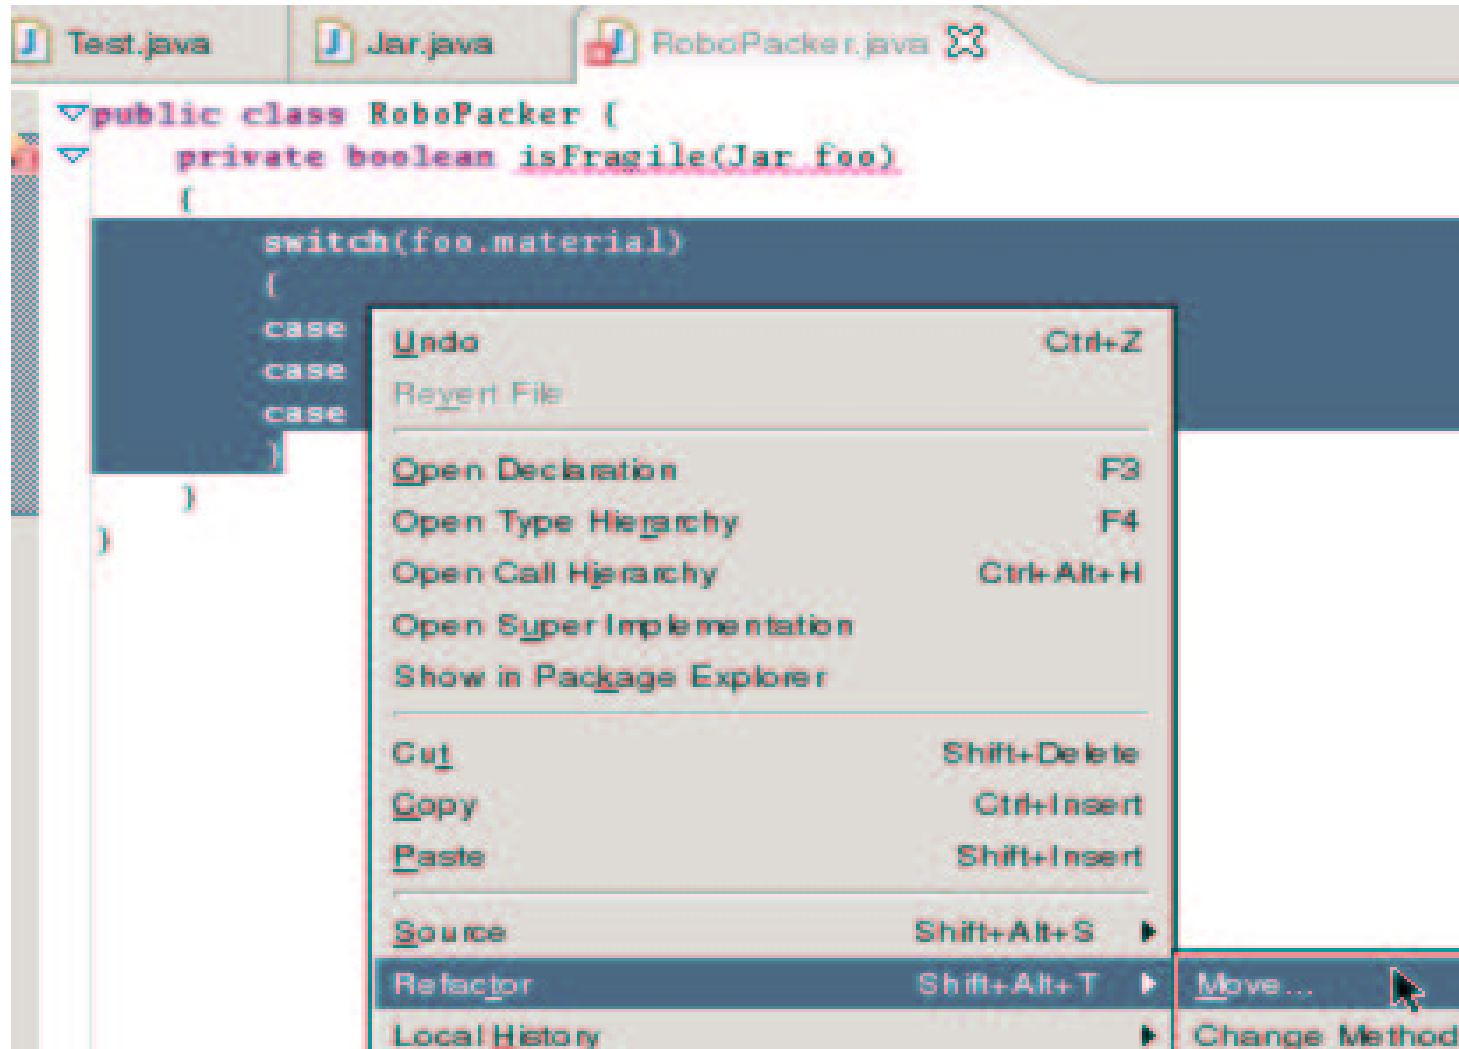 Test.java Jar.java RoboPacker.java
public class RoboPacker {
private boolean isFragile(Jar foo)
{
switch(foo.material)
{
case
case
case
}
}
}
Undo Ctrl+Z
Revert File
Open Declaration F3
Open Type Hierarchy F4
Open Call Hierarchy Ctrl+Alt+H
Open Super Implementation
Show in Package Explorer
Cut Shift+Delete
Copy Ctrl+Insert
Paste Shift+Insert
Source Shift+Alt+S
Refactor Shift+Alt+T Move...
Local History Change Method